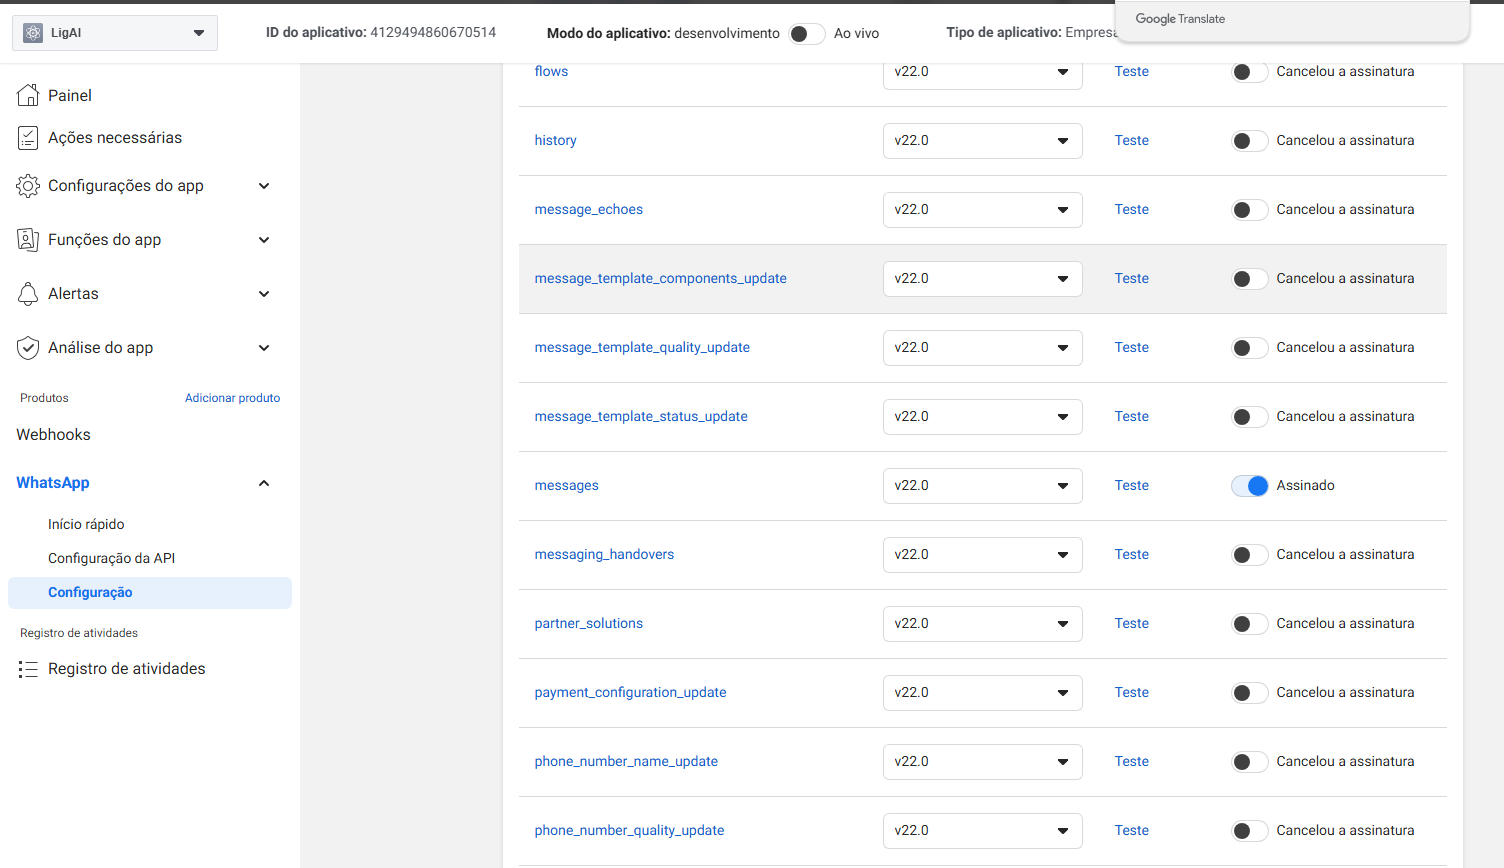 LigAI
ID do aplicativo: 4129494860670514
Modo do aplicativo: desenvolvimento
Ao vivo
Tipo de aplicativo: Empresa
Google Translate
Painel
Ações necessárias
Configurações do app
Funções do app
Alertas
Análise do app
Produtos
Adicionar produto
Webhooks
WhatsApp
Início rápido
Configuração da API
Configuração
Registro de atividades
Registro de atividades
flows v22.0 Teste Cancelou a assinatura
history v22.0 Teste Cancelou a assinatura
message_echoes v22.0 Teste Cancelou a assinatura
message_template_components_update v22.0 Teste Cancelou a assinatura
message_template_quality_update v22.0 Teste Cancelou a assinatura
message_template_status_update v22.0 Teste Cancelou a assinatura
messages v22.0 Teste Assinado
messaging_handovers v22.0 Teste Cancelou a assinatura
partner_solutions v22.0 Teste Cancelou a assinatura
payment_configuration_update v22.0 Teste Cancelou a assinatura
phone_number_name_update v22.0 Teste Cancelou a assinatura
phone_number_quality_update v22.0 Teste Cancelou a assinatura